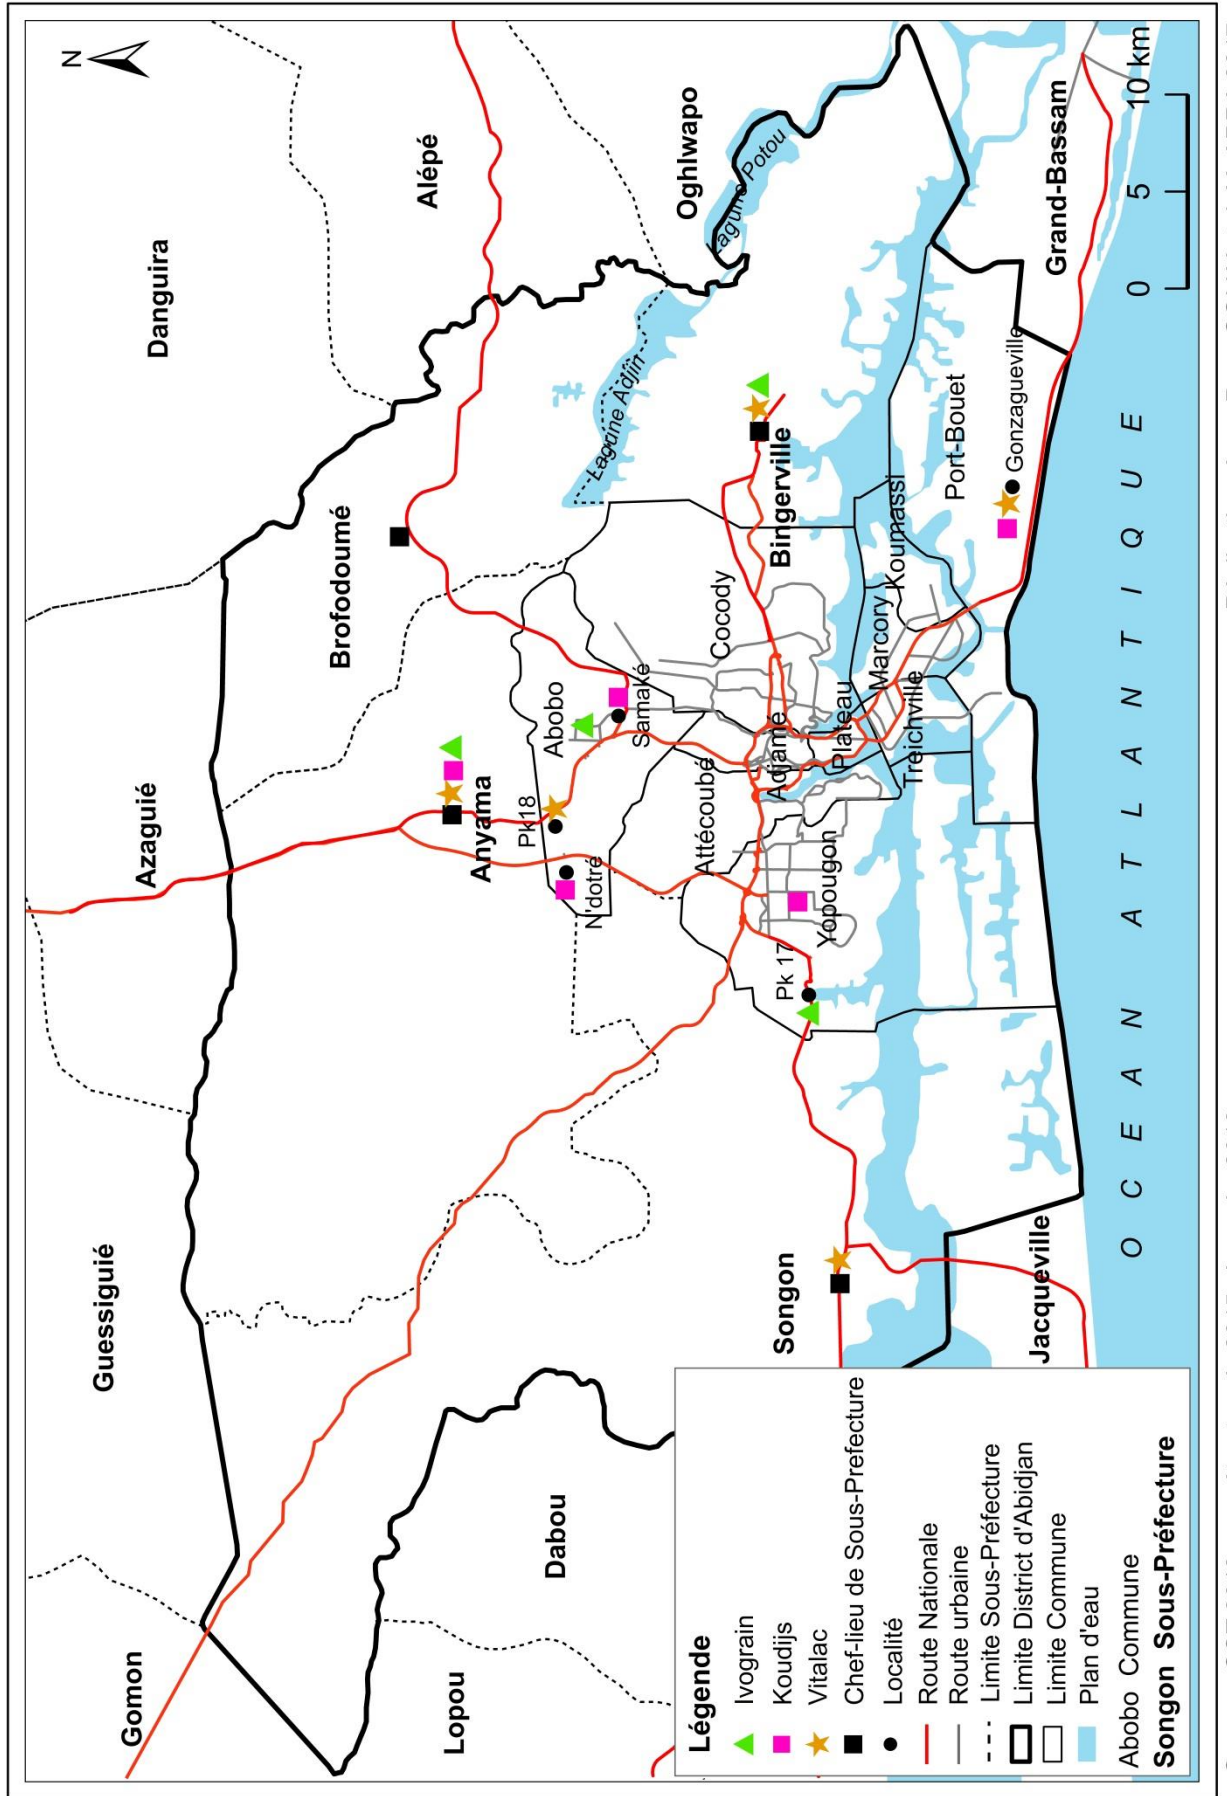 N
Guessiguié
Gomon
Azaguié
Danguira
Brofodoumé
Alépé
Lopou
Anyama
Pk18
Dabou
Abobo
N'dotré
Lagune Adjin
Samaké
Oghlwapo
Attécoubé
Cocody
Lagune Potou
Adjamé
Bingerville
Songon
Pk 17
Yopougon
Plateau
Marcory
Koumassi
Treichville
Port-Bouet
Gonzagueville
Jacqueville
Grand-Bassam
OCEAN ATLANTIQUE
0 5 10 km
Légende
Ivograin
Koudijs
Vitalac
Chef-lieu de Sous-Prefecture
Localité
Route Nationale
Route urbaine
Limite Sous-Préfecture
Limite District d'Abidjan
Limite Commune
Plan d'eau
Abobo Commune
Songon Sous-Préfecture